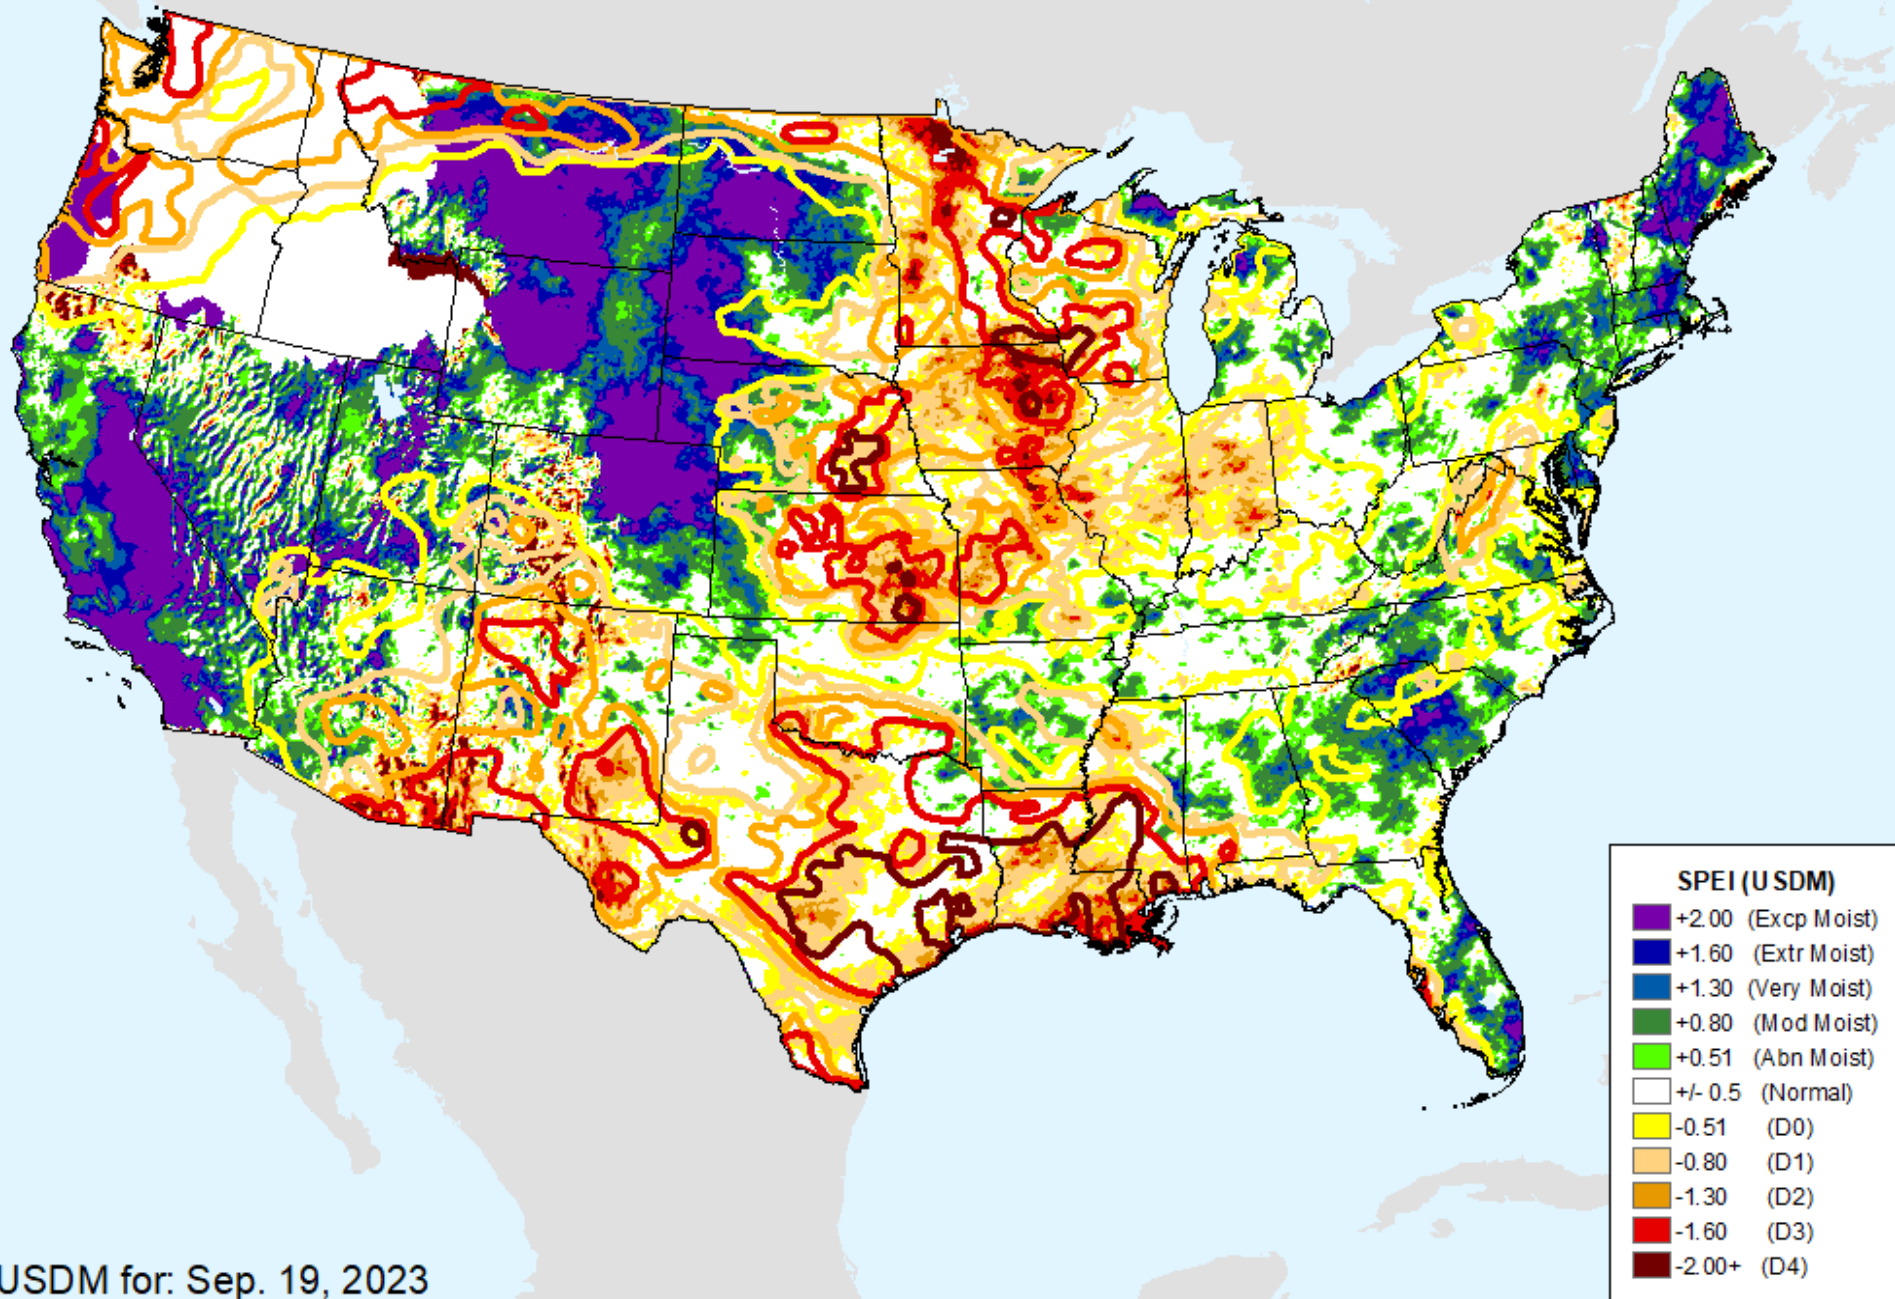 SPEI (USDM)
+2.00 (Excp Moist)
+1.60 (Extr Moist)
+1.30 (Very Moist)
+0.80 (Mod Moist)
+0.51 (Abn Moist)
+/- 0.5 (Normal)
-0.51 (D0)
-0.80 (D1)
-1.30 (D2)
-1.60 (D3)
-2.00+ (D4)
USDM for: Sep. 19, 2023